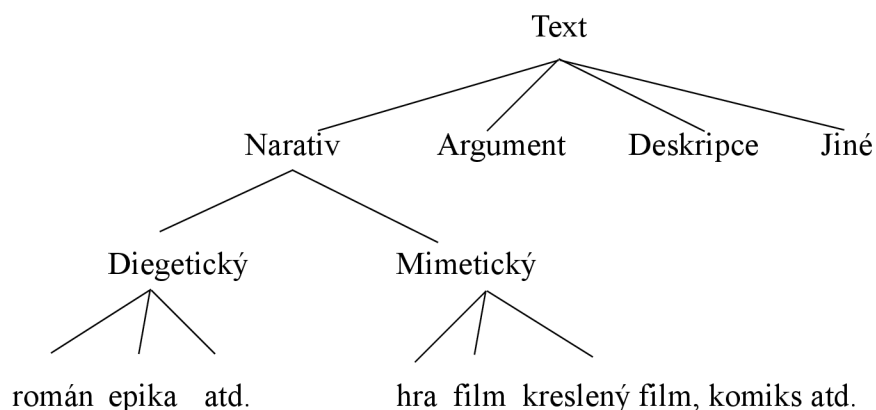 Text
Narativ Argument Deskripce Jiné
Diegetický Mimetický
román epika atd. hra film kreslený film, komiks atd.